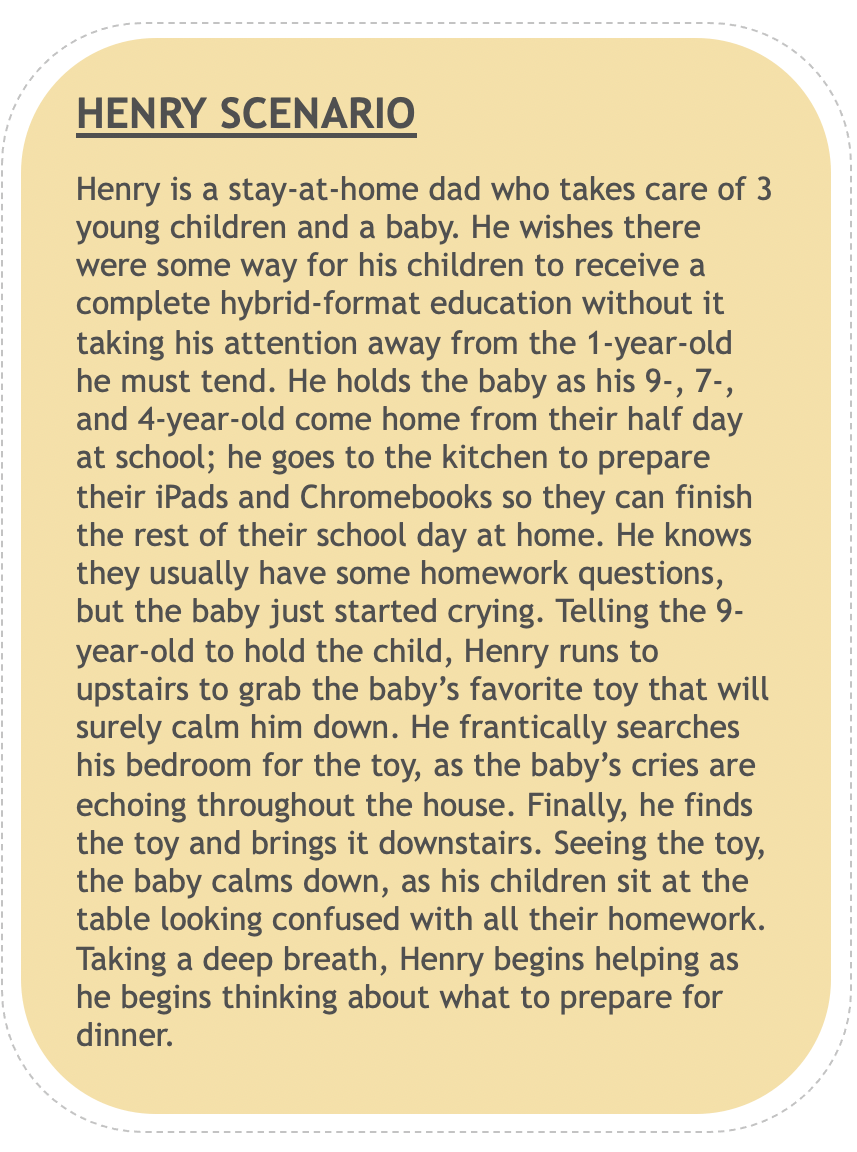 HENRY SCENARIO
Henry is a stay-at-home dad who takes care of 3
young children and a baby. He wishes there
were some way for his children to receive a
complete hybrid-format education without it
taking his attention away from the 1-year-old
he must tend. He holds the baby as his 9-, 7-,
and 4-year-old come home from their half day
at school; he goes to the kitchen to prepare
their iPads and Chromebooks so they can finish
the rest of their school day at home. He knows
they usually have some homework questions,
but the baby just started crying. Telling the 9-
year-old to hold the child, Henry runs to
upstairs to grab the baby’s favorite toy that will
surely calm him down. He frantically searches
his bedroom for the toy, as the baby’s cries are
echoing throughout the house. Finally, he finds
the toy and brings it downstairs. Seeing the toy,
the baby calms down, as his children sit at the
table looking confused with all their homework.
Taking a deep breath, Henry begins helping as
he begins thinking about what to prepare for
dinner.